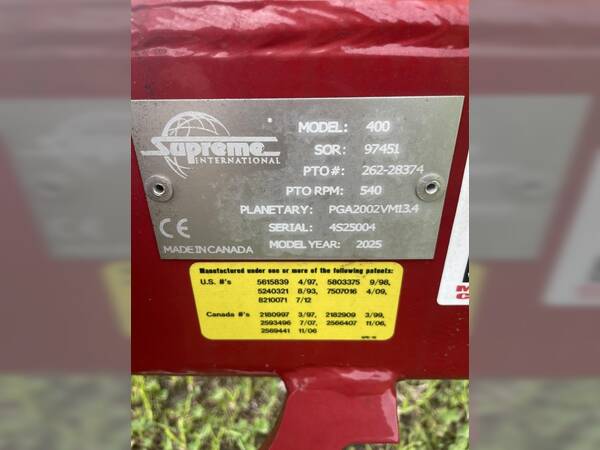 Supreme
INTERNATIONAL
MODEL: 400
SOR: 97451
PTO#: 262-28374
PTO RPM: 540
PLANETARY: PGA2002VM13.4
SERIAL: 4S25004
MODEL YEAR: 2025
CE
MADE IN CANADA
Manufactured under one or more of the following patents:
U.S. #'s 5615839 4/97, 5803375 9/98,
5240321 8/93, 7507016 4/09,
8210071 7/12
Canada #'s 2180997 3/97, 2182909 3/99,
2593496 7/07, 2566407 11/06,
2569441 11/06